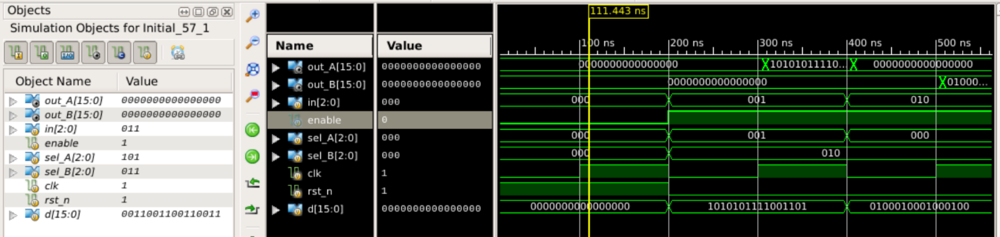 Objects
Simulation Objects for Initial_57_1
Object Name Value
out_A[15:0] 0000000000000000
out_B[15:0] 0000000000000000
in[2:0] 011
enable 1
sel_A[2:0] 101
sel_B[2:0] 011
clk 1
rst_n 1
d[15:0] 0011001100110011
Name Value
out_A[15:0] 0000000000000000
out_B[15:0] 0000000000000000
in[2:0] 000
enable 0
sel_A[2:0] 000
sel_B[2:0] 000
clk 1
rst_n 1
d[15:0] 0000000000000000
111.443 ns
100 ns 200 ns 300 ns 400 ns 500 ns
0000000000000000 10101011110... 0000000000000000
0000000000000000 01000...
000 001 010
000 001 000
000 010
0000000000000000 1010101111001101 0100010001000100